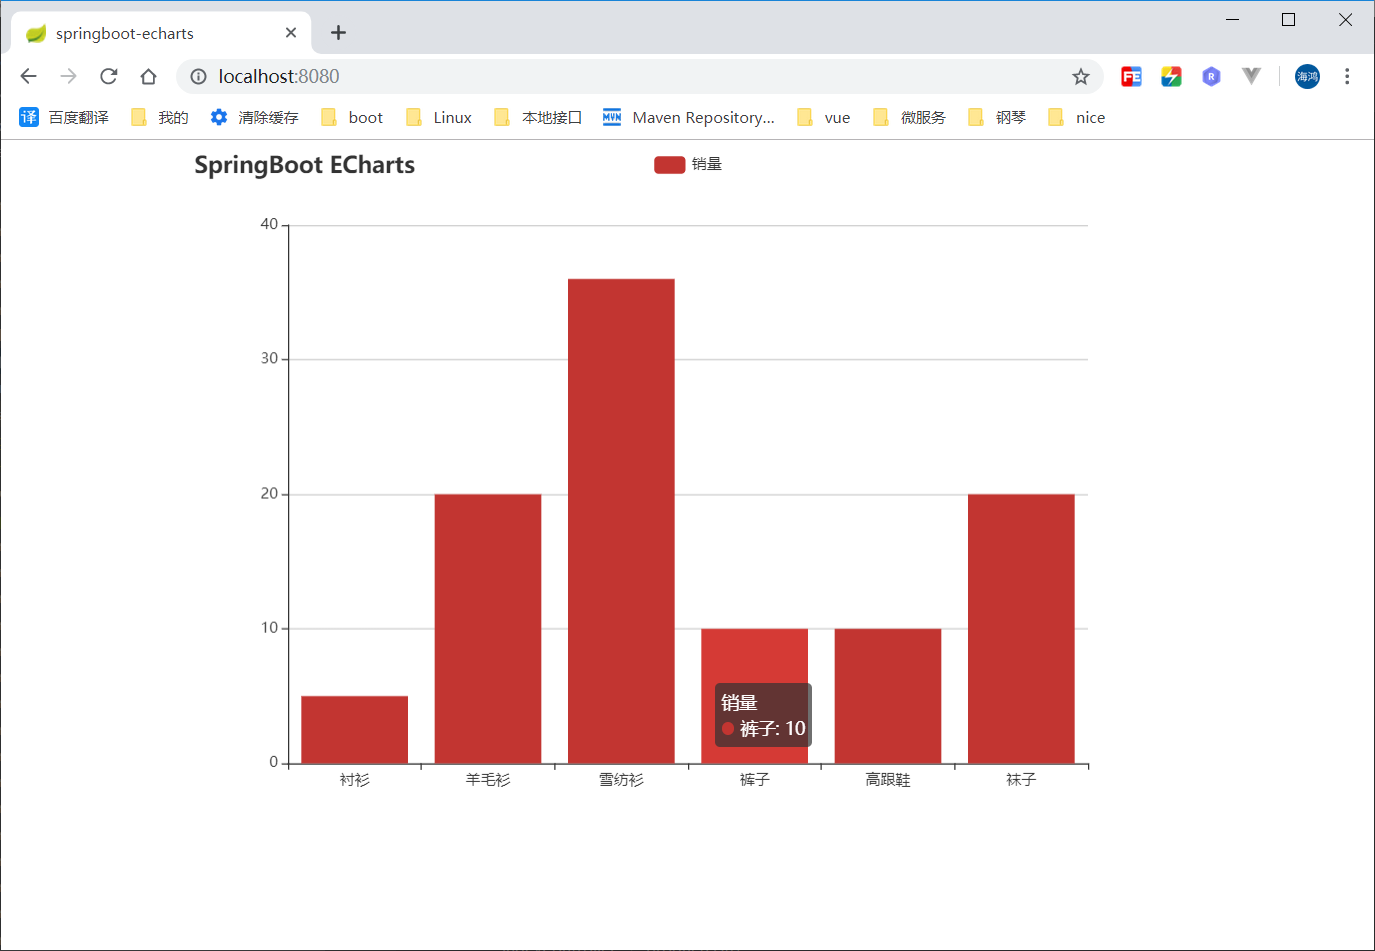 springboot-echarts
localhost:8080
FE
R
海鸿
译 百度翻译 我的 清除缓存 boot Linux 本地接口 MVN Maven Repository... vue 微服务 钢琴 nice
SpringBoot ECharts
销量
40
30
20
10
0
销量
裤子: 10
衬衫 羊毛衫 雪纺衫 裤子 高跟鞋 袜子